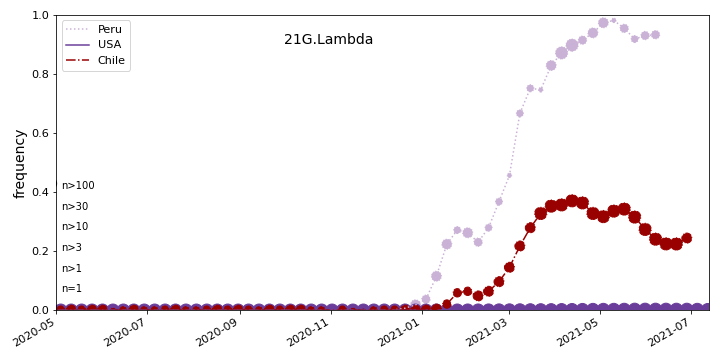 21G.Lambda
Peru
USA
Chile
frequency
1.0
0.8
0.6
0.4
0.2
0.0
n>100
n>30
n>10
n>3
n>1
n=1
2020-05
2020-07
2020-09
2020-11
2021-01
2021-03
2021-05
2021-07